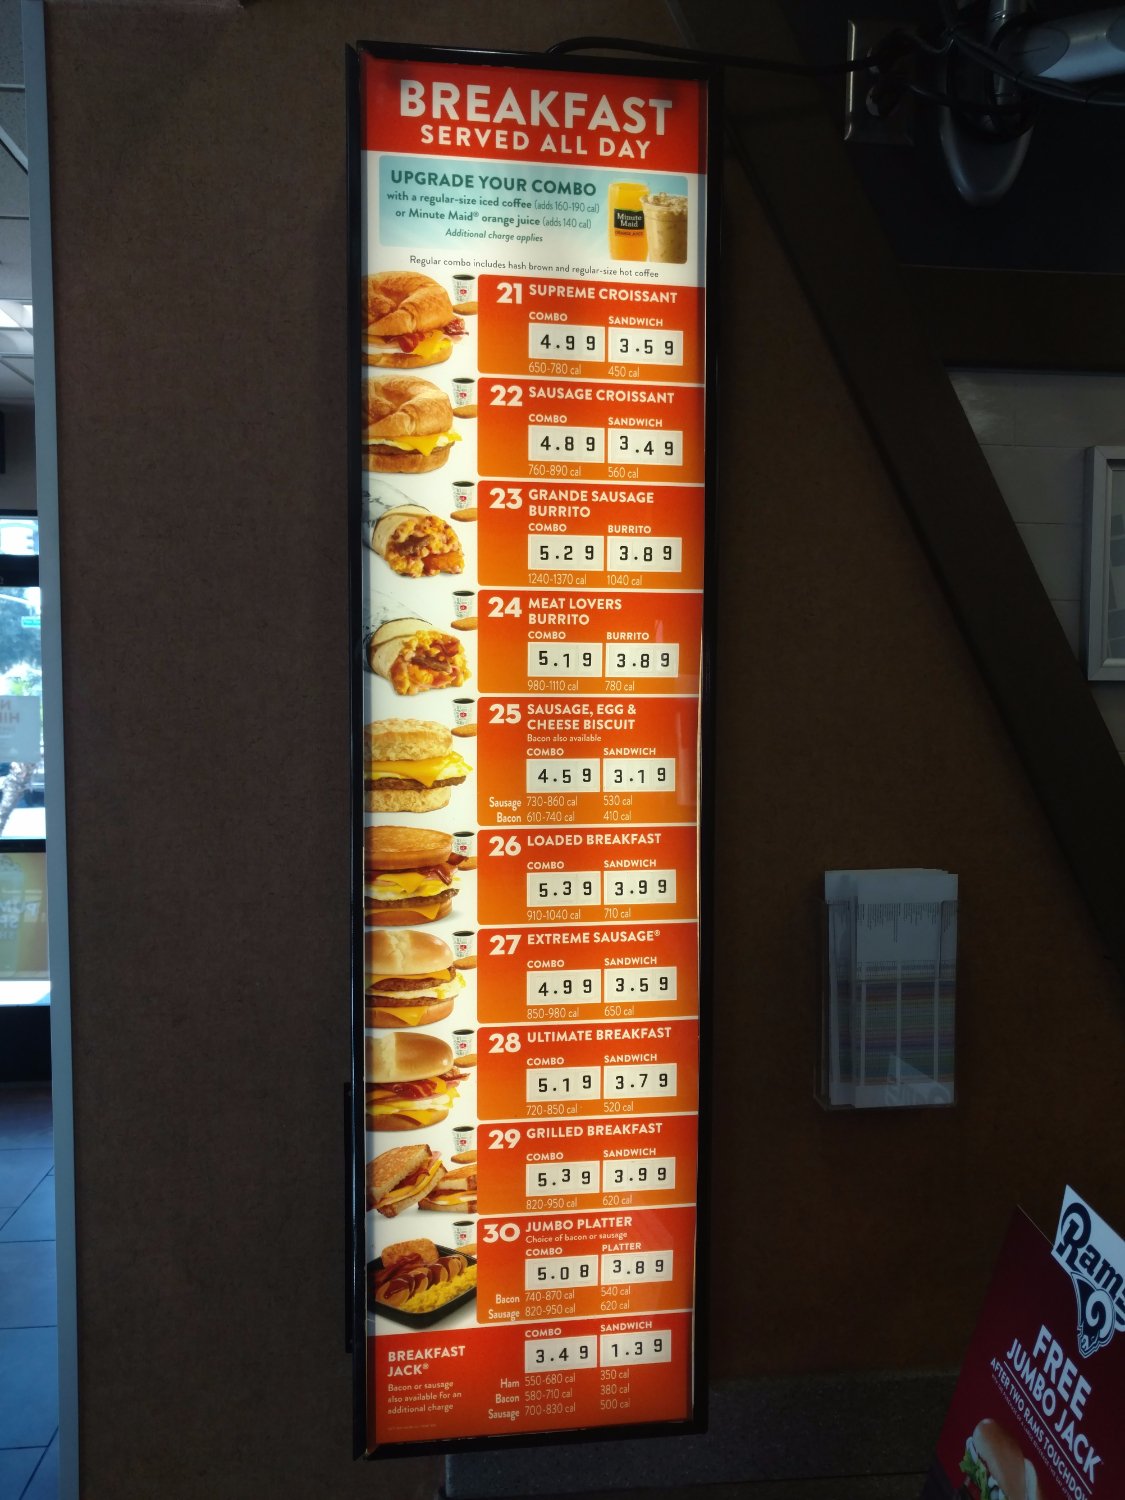 BREAKFAST
SERVED ALL DAY
UPGRADE YOUR COMBO
with a regular-size iced coffee (adds 160-190 cal)
or Minute Maid® orange juice (adds 140 cal)
Additional charge applies
Minute
Maid
Regular combo includes hash brown and regular-size hot coffee
21 SUPREME CROISSANT
COMBO SANDWICH
4.99 3.59
650-780 cal 450 cal
22 SAUSAGE CROISSANT
COMBO SANDWICH
4.89 3.49
760-890 cal 560 cal
23 GRANDE SAUSAGE
BURRITO
COMBO BURRITO
5.29 3.89
1240-1370 cal 1040 cal
24 MEAT LOVERS
BURRITO
COMBO BURRITO
5.19 3.89
980-1110 cal 780 cal
25 SAUSAGE, EGG &
CHEESE BISCUIT
Bacon also available
COMBO SANDWICH
4.59 3.19
Sausage 730-860 cal 530 cal
Bacon 610-740 cal 410 cal
26 LOADED BREAKFAST
COMBO SANDWICH
5.39 3.99
910-1040 cal 710 cal
27 EXTREME SAUSAGE®
COMBO SANDWICH
4.99 3.59
850-980 cal 650 cal
28 ULTIMATE BREAKFAST
COMBO SANDWICH
5.19 3.79
720-850 cal 520 cal
29 GRILLED BREAKFAST
COMBO SANDWICH
5.39 3.99
820-950 cal 620 cal
30 JUMBO PLATTER
Choice of bacon or sausage
COMBO PLATTER
5.08 3.89
Bacon 740-870 cal 540 cal
Sausage 820-950 cal 620 cal
BREAKFAST
JACK®
Bacon or sausage
also available for an
additional charge
COMBO SANDWICH
3.49 1.39
Ham 550-680 cal 350 cal
Bacon 580-710 cal 380 cal
Sausage 700-830 cal 500 cal
Rams
FREE
JUMBO JACK
AFTER TWO RAMS TOUCHDO